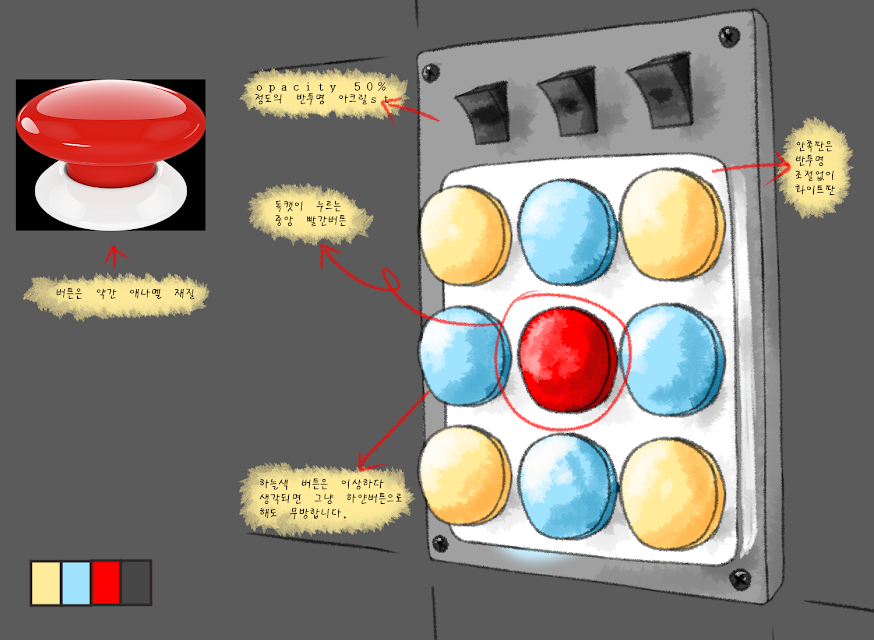 opacity 50%
정도의 반투명 아크릴st
안쪽판은
반투명
조절없이
화이트판
독캣이 누르는
중앙 빨간버튼
버튼은 약간 애나멜 재질
하늘색 버튼은 이상하다
생각되면 그냥 하얀버튼으로
해도 무방합니다.